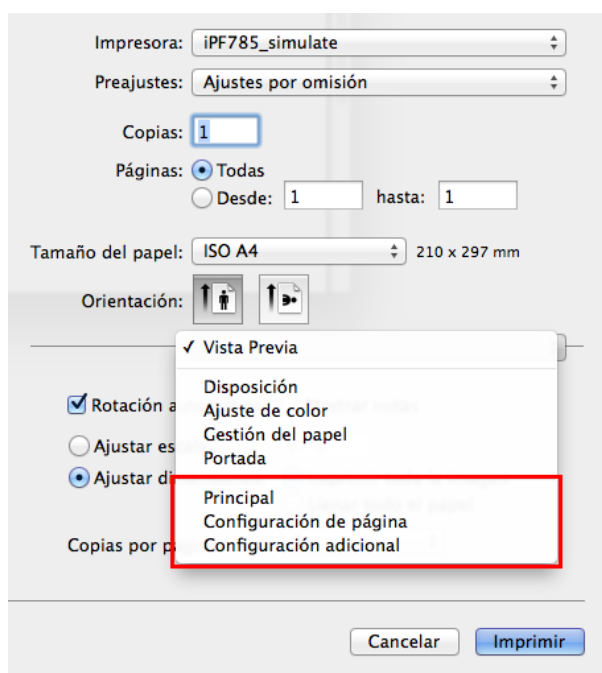 Impresora: iPF785_simulate
Preajustes: Ajustes por omisión
Copias: 1
Páginas: Todas
Desde: 1 hasta: 1
Tamaño del papel: ISO A4 210 x 297 mm
Orientación:
✓ Vista Previa
Disposición
Rotación a
Ajuste de color
Gestión del papel
Ajustar es
Portada
Ajustar di
Principal
Configuración de página
Copias por p
Configuración adicional
Cancelar Imprimir